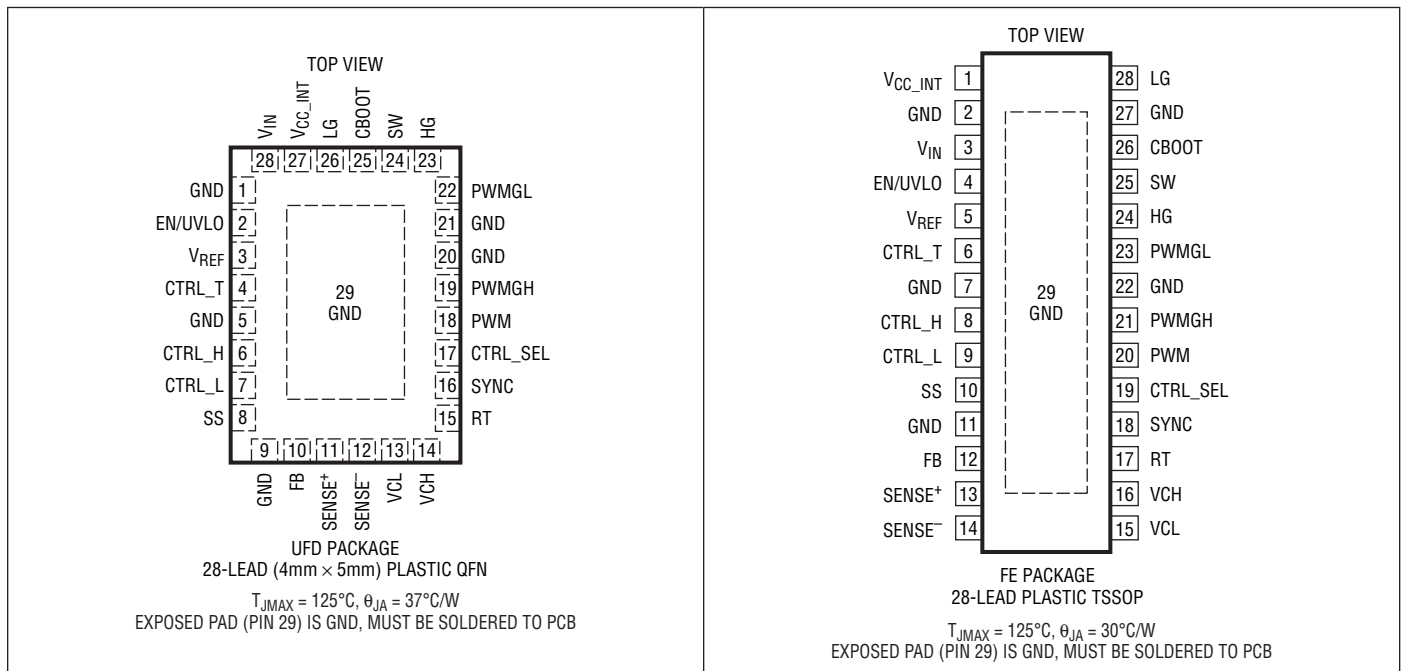 TOP VIEW
V_IN
V_CC_INT
LG
CBOOT
SW
HG
28 27 26 25 24 23
GND 1
EN/UVLO 2
V_REF 3
CTRL_T 4
GND 5
CTRL_H 6
CTRL_L 7
SS 8
29
GND
22 PWMGL
21 GND
20 GND
19 PWMGH
18 PWM
17 CTRL_SEL
16 SYNC
15 RT
9 10 11 12 13 14
GND
FB
SENSE⁺
SENSE⁻
VCL
VCH
UFD PACKAGE
28-LEAD (4mm × 5mm) PLASTIC QFN
T_JMAX = 125°C, θ_JA = 37°C/W
EXPOSED PAD (PIN 29) IS GND, MUST BE SOLDERED TO PCB
TOP VIEW
V_CC_INT 1
GND 2
V_IN 3
EN/UVLO 4
V_REF 5
CTRL_T 6
GND 7
CTRL_H 8
CTRL_L 9
SS 10
GND 11
FB 12
SENSE⁺ 13
SENSE⁻ 14
29
GND
28 LG
27 GND
26 CBOOT
25 SW
24 HG
23 PWMGL
22 GND
21 PWMGH
20 PWM
19 CTRL_SEL
18 SYNC
17 RT
16 VCH
15 VCL
FE PACKAGE
28-LEAD PLASTIC TSSOP
T_JMAX = 125°C, θ_JA = 30°C/W
EXPOSED PAD (PIN 29) IS GND, MUST BE SOLDERED TO PCB